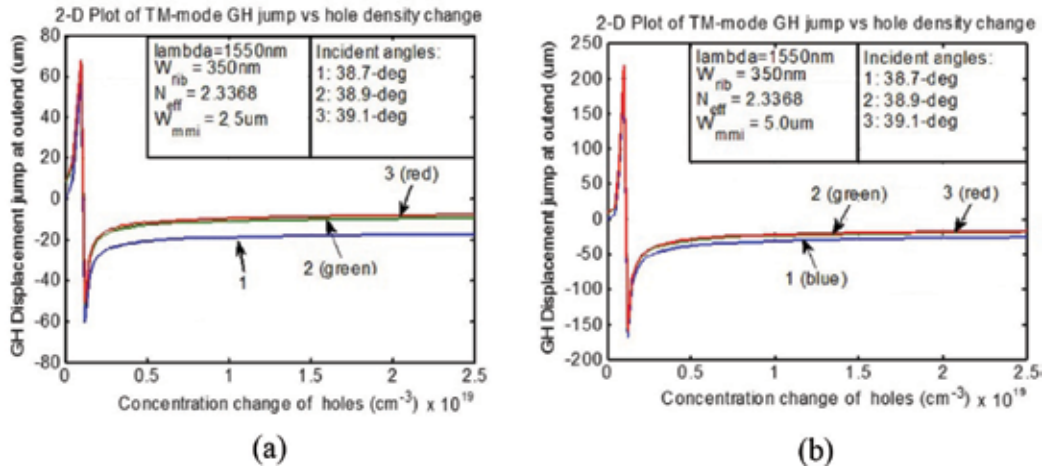 2-D Plot of TM-mode GH jump vs hole density change
GH Displacement jump at outend (um)
80
60
40
20
0
-20
-40
-60
-80
lambda=1550nm
W_rib = 350nm
N_eff = 2.3368
W_mmi = 2.5um
Incident angles:
1: 38.7-deg
2: 38.9-deg
3: 39.1-deg
3 (red)
2 (green)
1
0 0.5 1 1.5 2 2.5
Concentration change of holes (cm⁻³) x 10¹⁹
(a)
2-D Plot of TM-mode GH jump vs hole density change
GH Displacement jump at outend (um)
250
200
150
100
50
0
-50
-100
-150
-200
lambda=1550nm
W_rib = 350nm
N_eff = 2.3368
W_mmi = 5.0um
Incident angles:
1: 38.7-deg
2: 38.9-deg
3: 39.1-deg
2 (green)
3 (red)
1 (blue)
0 0.5 1 1.5 2 2.5
Concentration change of holes (cm⁻³) x 10¹⁹
(b)